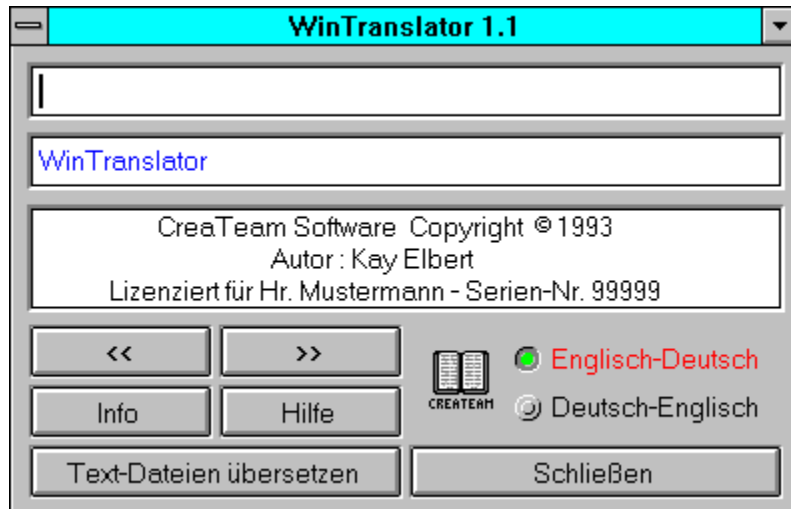 WinTranslator 1.1
WinTranslator
CreaTeam Software Copyright © 1993
Autor : Kay Elbert
Lizenziert für Hr. Mustermann - Serien-Nr. 99999
<< >>
Englisch-Deutsch
CREATEAM
Info Hilfe
Deutsch-Englisch
Text-Dateien übersetzen Schließen